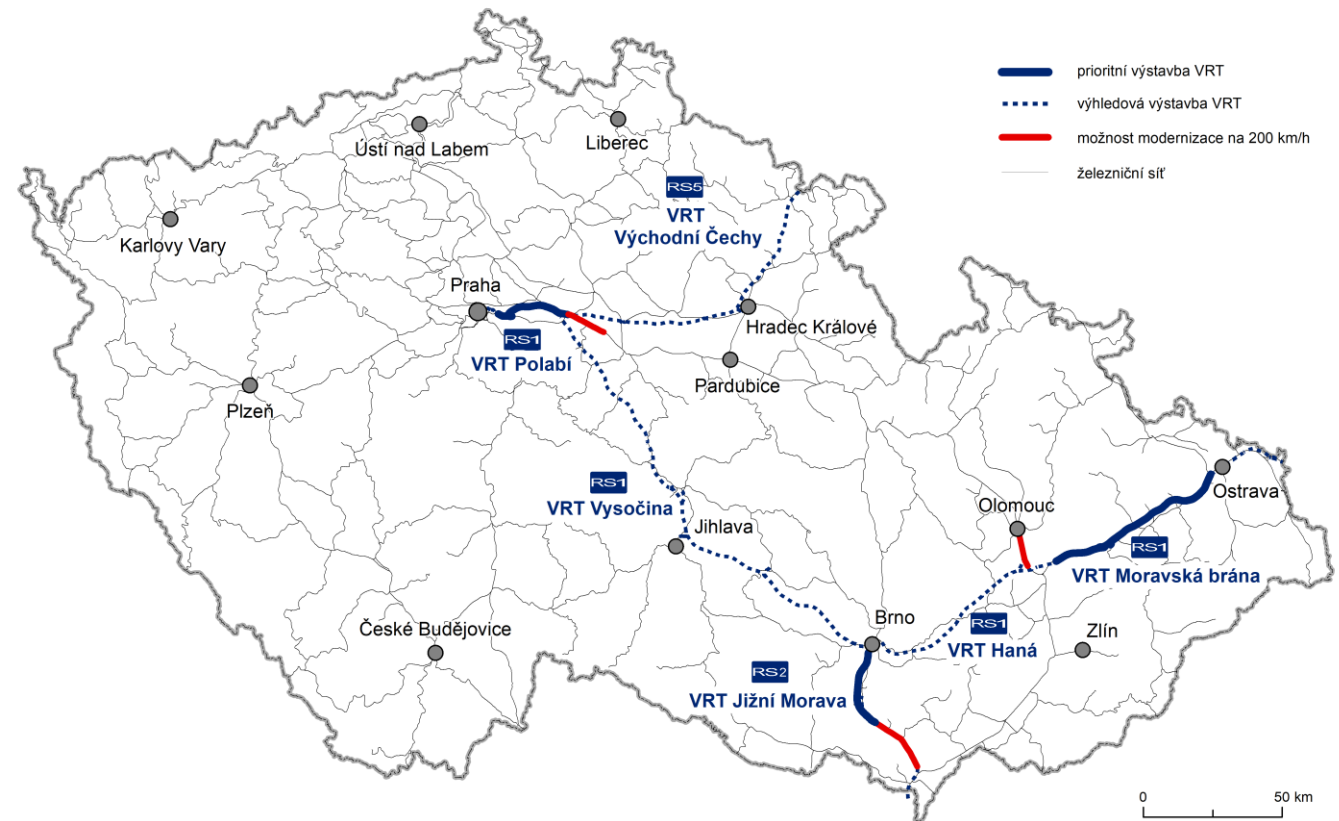 prioritní výstavba VRT
výhledová výstavba VRT
možnost modernizace na 200 km/h
železniční síť
Ústí nad Labem
Liberec
Karlovy Vary
RS5
VRT
Východní Čechy
Praha
Hradec Králové
RS1
VRT Polabí
Pardubice
Plzeň
RS1
VRT Vysočina
Jihlava
Olomouc
Ostrava
RS1
VRT Moravská brána
České Budějovice
Brno
RS1
VRT Haná
Zlín
RS2
VRT Jižní Morava
0 50 km